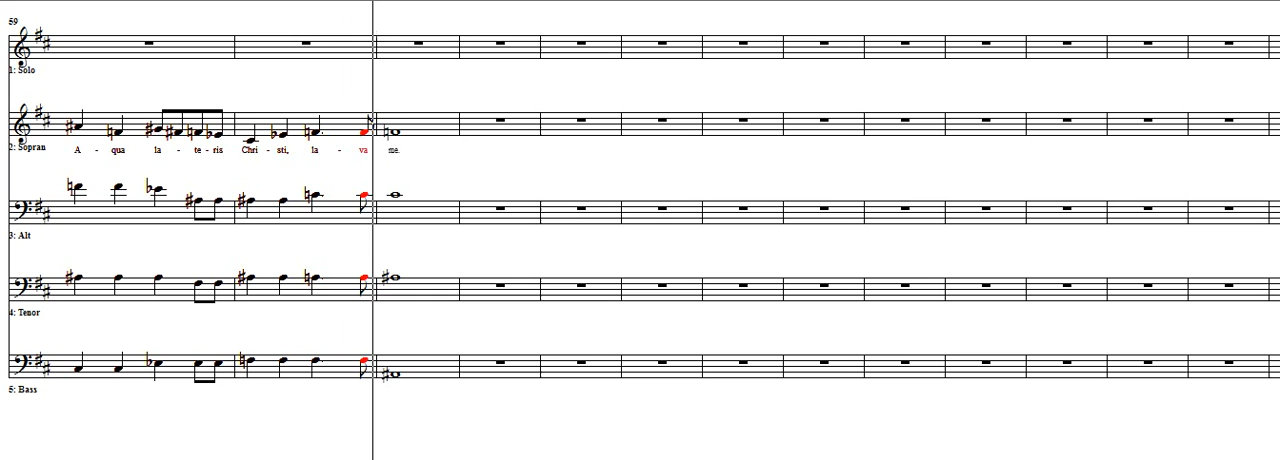 59
1: Solo
2: Sopran
A - qua la - te - ris Chri - sti, la - va me.
3: Alt
4: Tenor
5: Bass